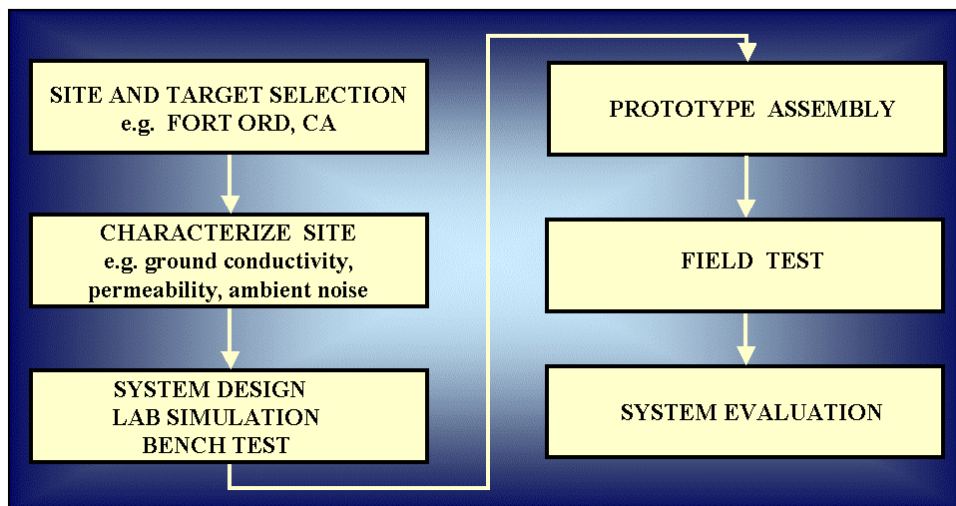 SITE AND TARGET SELECTION
e.g. FORT ORD, CA
CHARACTERIZE SITE
e.g. ground conductivity,
permeability, ambient noise
SYSTEM DESIGN
LAB SIMULATION
BENCH TEST
PROTOTYPE ASSEMBLY
FIELD TEST
SYSTEM EVALUATION